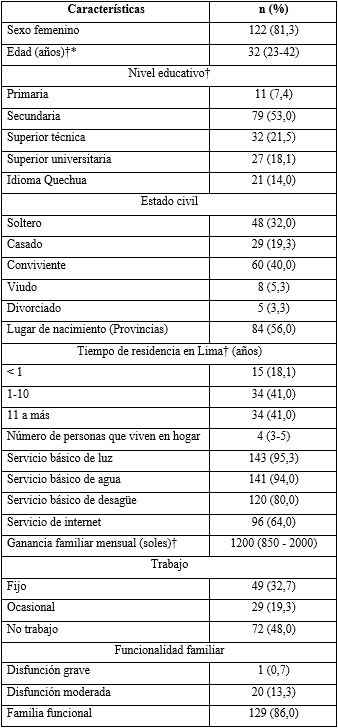 Características n (%)
Sexo femenino 122 (81,3)
Edad (años)†* 32 (23-42)
Nivel educativo†
Primaria 11 (7,4)
Secundaria 79 (53,0)
Superior técnica 32 (21,5)
Superior universitaria 27 (18,1)
Idioma Quechua 21 (14,0)
Estado civil
Soltero 48 (32,0)
Casado 29 (19,3)
Conviviente 60 (40,0)
Viudo 8 (5,3)
Divorciado 5 (3,3)
Lugar de nacimiento (Provincias) 84 (56,0)
Tiempo de residencia en Lima† (años)
< 1 15 (18,1)
1-10 34 (41,0)
11 a más 34 (41,0)
Número de personas que viven en hogar 4 (3-5)
Servicio básico de luz 143 (95,3)
Servicio básico de agua 141 (94,0)
Servicio básico de desagüe 120 (80,0)
Servicio de internet 96 (64,0)
Ganancia familiar mensual (soles)† 1200 (850 - 2000)
Trabajo
Fijo 49 (32,7)
Ocasional 29 (19,3)
No trabajo 72 (48,0)
Funcionalidad familiar
Disfunción grave 1 (0,7)
Disfunción moderada 20 (13,3)
Familia funcional 129 (86,0)